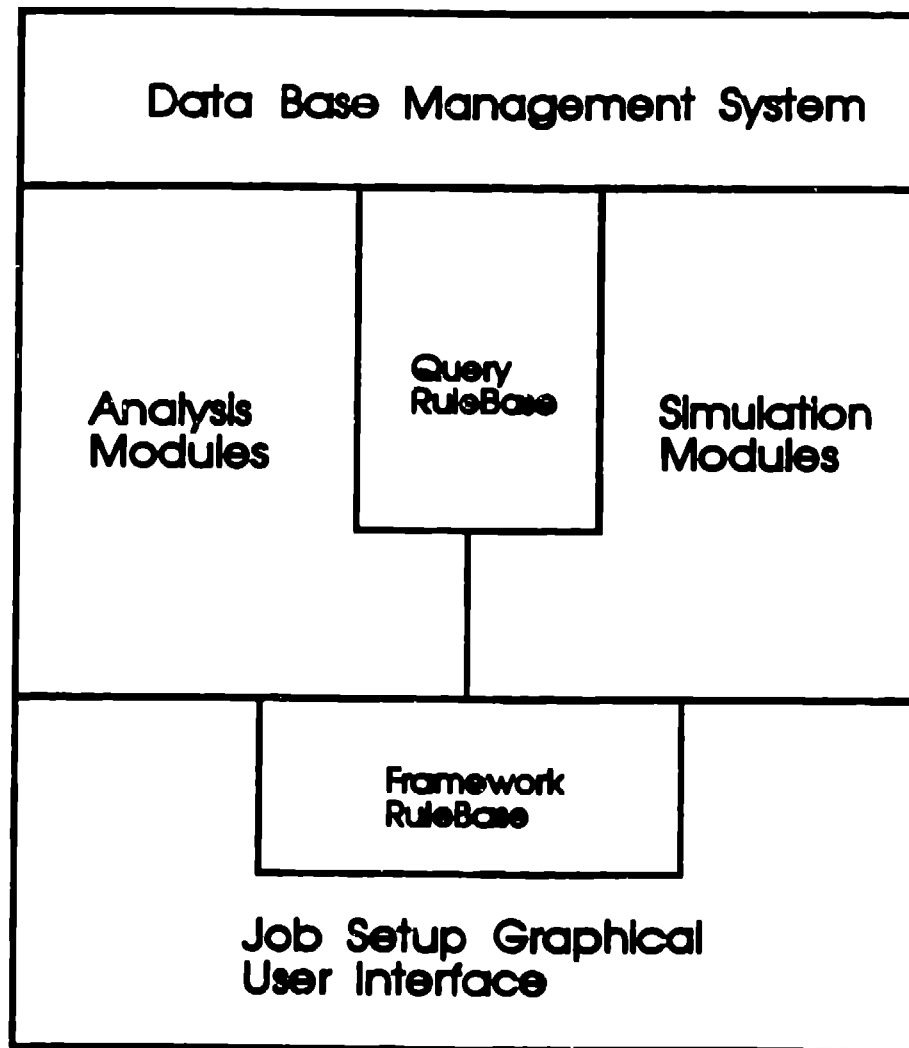 Data Base Management System
Analysis
Modules
Query
RuleBase
Simulation
Modules
Framework
RuleBase
Job Setup Graphical
User Interface